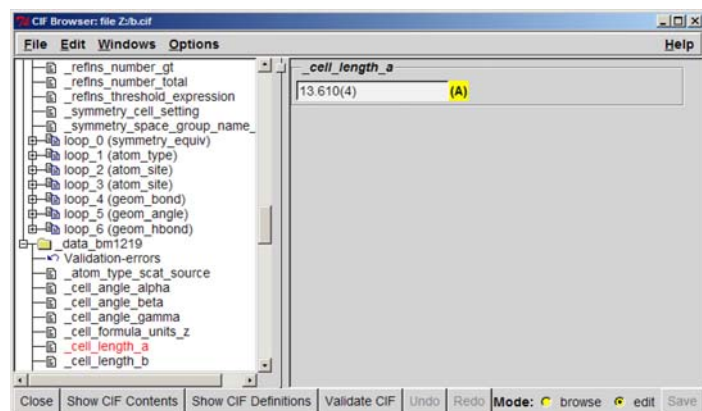 CIF Browser: file Z:/b.cif
File Edit Windows Options Help
_refins_number_gt
_refins_number_total
_refins_threshold_expression
_symmetry_cell_setting
_symmetry_space_group_name_
loop_0 (symmetry_equiv)
loop_1 (atom_type)
loop_2 (atom_site)
loop_3 (atom_site)
loop_4 (geom_bond)
loop_5 (geom_angle)
loop_6 (geom_hbond)
_data_bm1219
Validation-errors
_atom_type_scat_source
_cell_angle_alpha
_cell_angle_beta
_cell_angle_gamma
_cell_formula_units_z
_cell_length_a
_cell_length_b
_cell_length_a
13.610(4) (A)
Close Show CIF Contents Show CIF Definitions Validate CIF Undo Redo Mode: browse edit Save